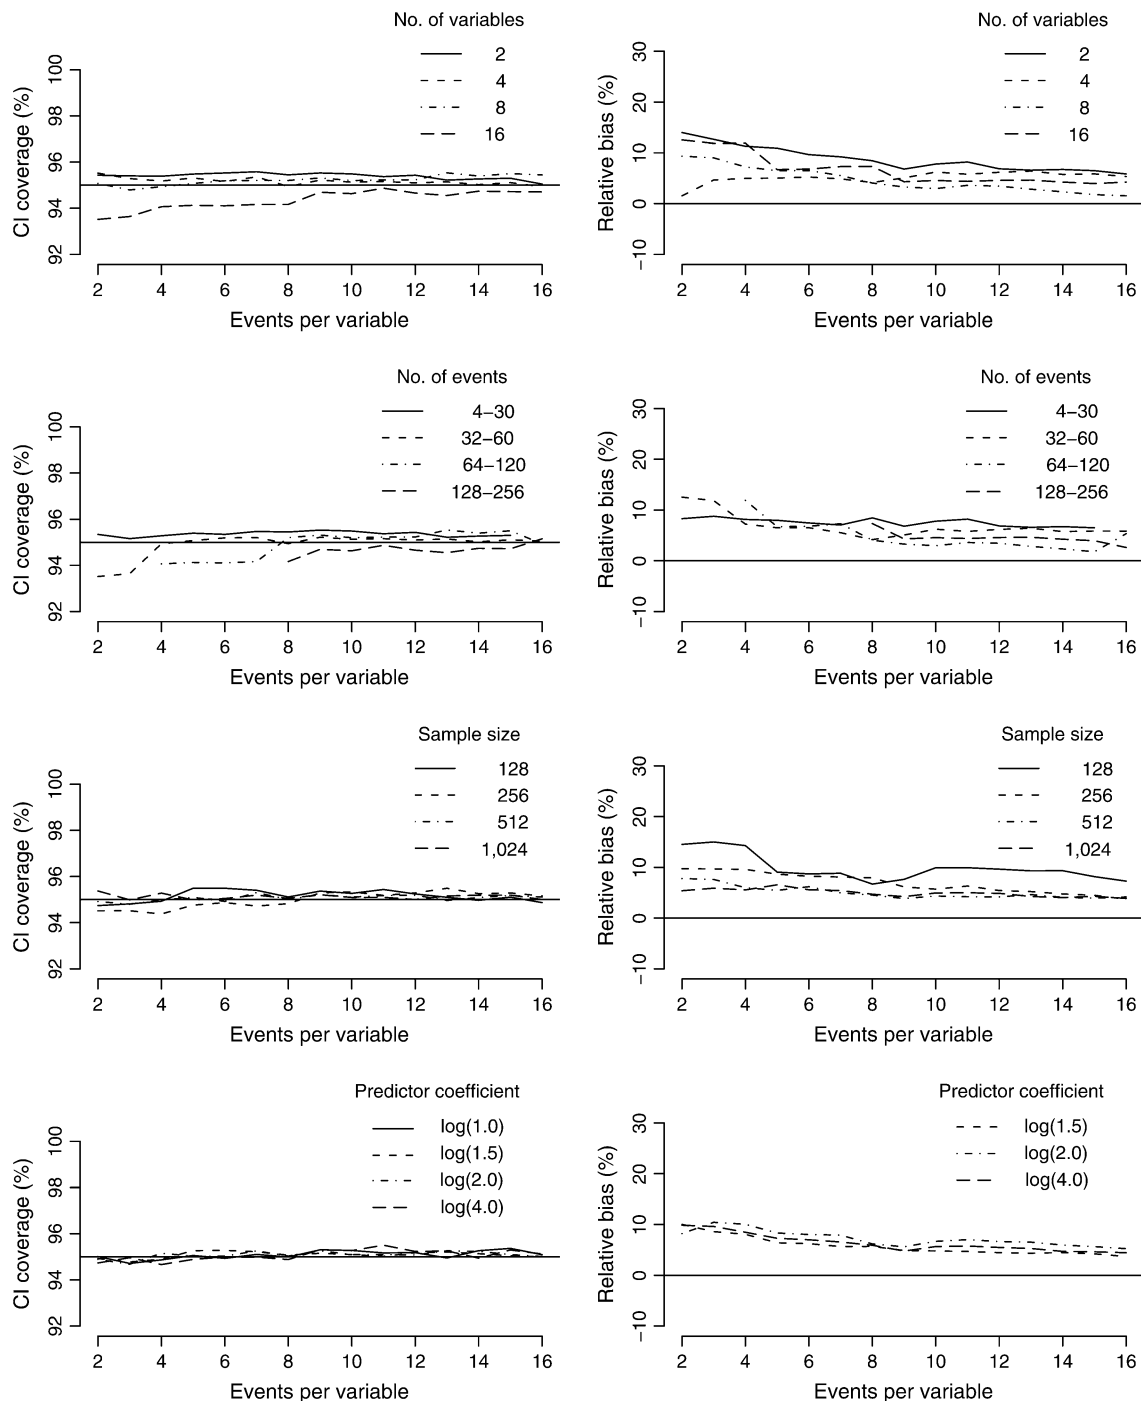 No. of variables
2
4
8
16
CI coverage (%)
100
98
96
94
92
2 4 6 8 10 12 14 16
Events per variable
No. of variables
2
4
8
16
Relative bias (%)
30
20
10
0
−10
2 4 6 8 10 12 14 16
Events per variable
No. of events
4−30
32−60
64−120
128−256
CI coverage (%)
100
98
96
94
92
2 4 6 8 10 12 14 16
Events per variable
No. of events
4−30
32−60
64−120
128−256
Relative bias (%)
30
20
10
0
−10
2 4 6 8 10 12 14 16
Events per variable
Sample size
128
256
512
1,024
CI coverage (%)
100
98
96
94
92
2 4 6 8 10 12 14 16
Events per variable
Sample size
128
256
512
1,024
Relative bias (%)
30
20
10
0
−10
2 4 6 8 10 12 14 16
Events per variable
Predictor coefficient
log(1.0)
log(1.5)
log(2.0)
log(4.0)
CI coverage (%)
100
98
96
94
92
2 4 6 8 10 12 14 16
Events per variable
Predictor coefficient
log(1.5)
log(2.0)
log(4.0)
Relative bias (%)
30
20
10
0
−10
2 4 6 8 10 12 14 16
Events per variable